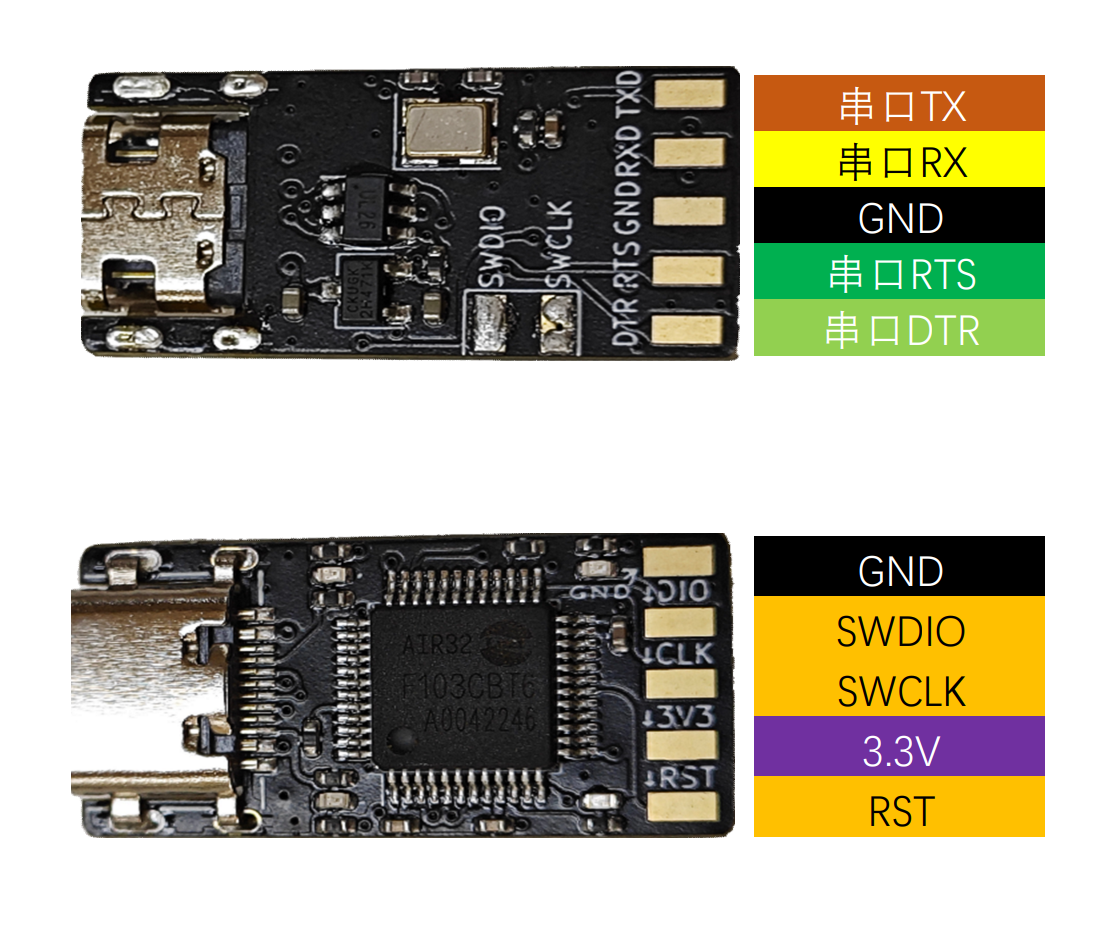 TXD
RXD
GND
RTS
DTR
SWDIO
SWCLK
串口TX
串口RX
GND
串口RTS
串口DTR
AIR32
F103CBT6
A0042246
GND
↓DIO
↓CLK
↓3V3
↓RST
GND
SWDIO
SWCLK
3.3V
RST